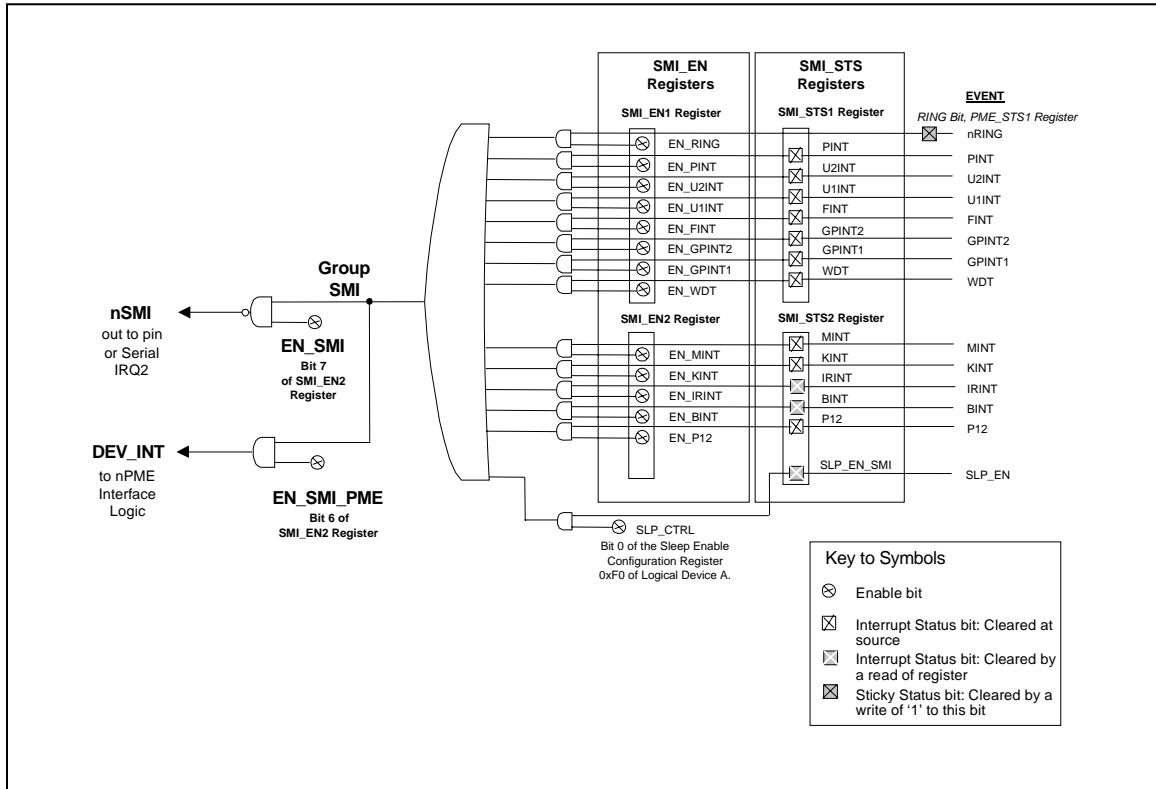 SMI_EN
Registers
SMI_STS
Registers
SMI_EN1 Register
SMI_STS1 Register
EVENT
RING Bit, PME_STS1 Register
nRING
EN_RING
PINT
PINT
EN_PINT
U2INT
U2INT
EN_U2INT
U1INT
U1INT
EN_U1INT
FINT
FINT
EN_FINT
GPINT2
GPINT2
EN_GPINT2
GPINT1
GPINT1
EN_GPINT1
WDT
WDT
EN_WDT
Group
SMI
nSMI
out to pin
or Serial
IRQ2
EN_SMI
Bit 7
of SMI_EN2
Register
SMI_EN2 Register
SMI_STS2 Register
MINT
MINT
EN_MINT
KINT
KINT
EN_KINT
IRINT
IRINT
EN_IRINT
BINT
BINT
EN_BINT
P12
P12
EN_P12
DEV_INT
to nPME
Interface
Logic
EN_SMI_PME
Bit 6 of
SMI_EN2 Register
SLP_EN_SMI
SLP_EN
SLP_CTRL
Bit 0 of the Sleep Enable
Configuration Register
0xF0 of Logical Device A.
Key to Symbols
Enable bit
Interrupt Status bit: Cleared at
source
Interrupt Status bit: Cleared by
a read of register
Sticky Status bit: Cleared by a
write of ‘1’ to this bit